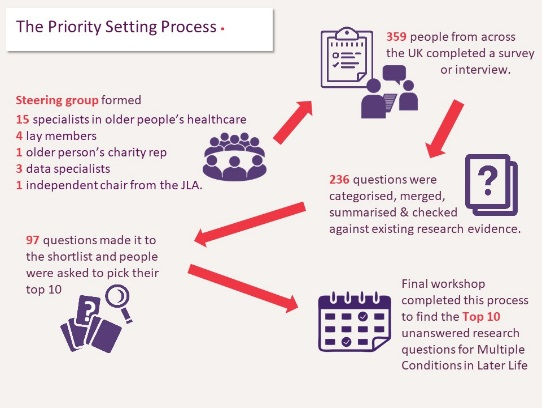 The Priority Setting Process •
359 people from across
the UK completed a survey
or interview.
Steering group formed
15 specialists in older people's healthcare
4 lay members
1 older person's charity rep
3 data specialists
1 independent chair from the JLA.
236 questions were
categorised, merged,
summarised & checked
against existing research evidence.
97 questions made it to
the shortlist and people
were asked to pick their
top 10
Final workshop
completed this process
to find the Top 10
unanswered research
questions for Multiple
Conditions in Later Life